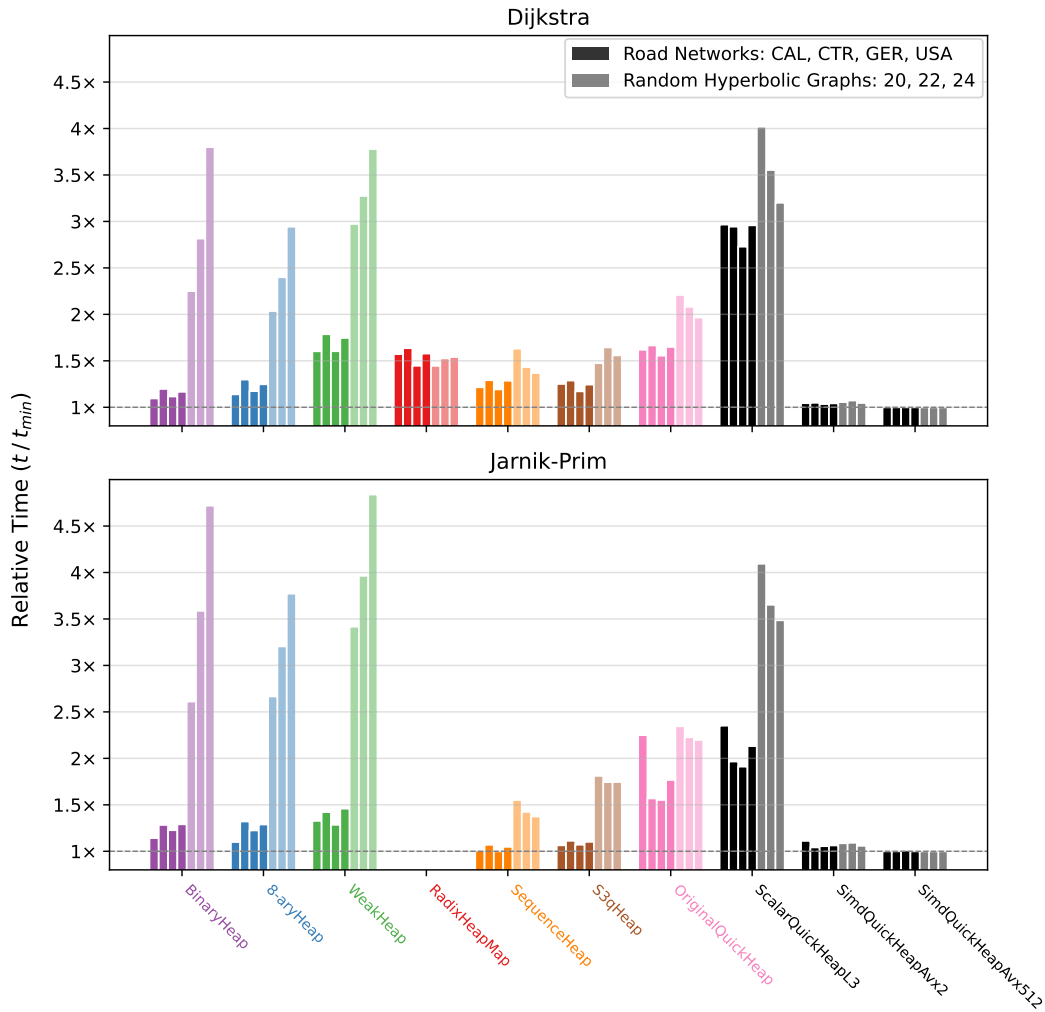 Dijkstra
Road Networks: CAL, CTR, GER, USA
Random Hyperbolic Graphs: 20, 22, 24
4.5×
4×
3.5×
3×
2.5×
2×
1.5×
1×
Relative Time (t / t_min)
Jarnik-Prim
4.5×
4×
3.5×
3×
2.5×
2×
1.5×
1×
BinaryHeap
8-aryHeap
WeakHeap
RadixHeapMap
SequenceHeap
S3qHeap
OriginalQuickHeap
ScalarQuickHeapL3
SimdQuickHeapAvx2
SimdQuickHeapAvx512